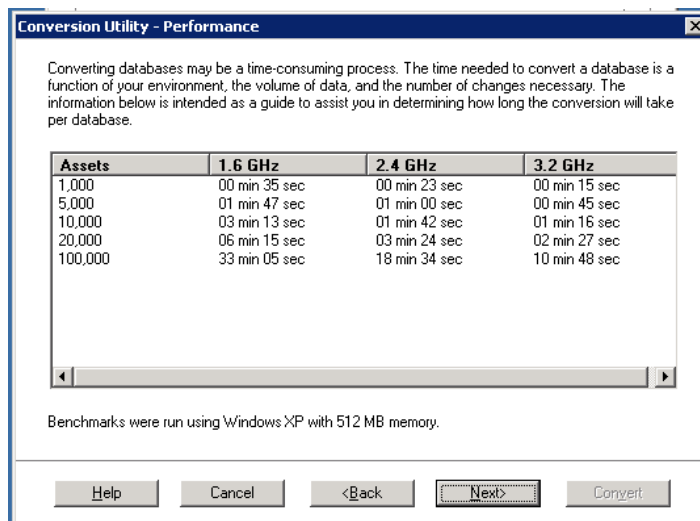 Conversion Utility - Performance
Converting databases may be a time-consuming process. The time needed to convert a database is a
function of your environment, the volume of data, and the number of changes necessary. The
information below is intended as a guide to assist you in determining how long the conversion will take
per database.
Assets 1.6 GHz 2.4 GHz 3.2 GHz
1,000 00 min 35 sec 00 min 23 sec 00 min 15 sec
5,000 01 min 47 sec 01 min 00 sec 00 min 45 sec
10,000 03 min 13 sec 01 min 42 sec 01 min 16 sec
20,000 06 min 15 sec 03 min 24 sec 02 min 27 sec
100,000 33 min 05 sec 18 min 34 sec 10 min 48 sec
Benchmarks were run using Windows XP with 512 MB memory.
Help Cancel <Back Next> Convert